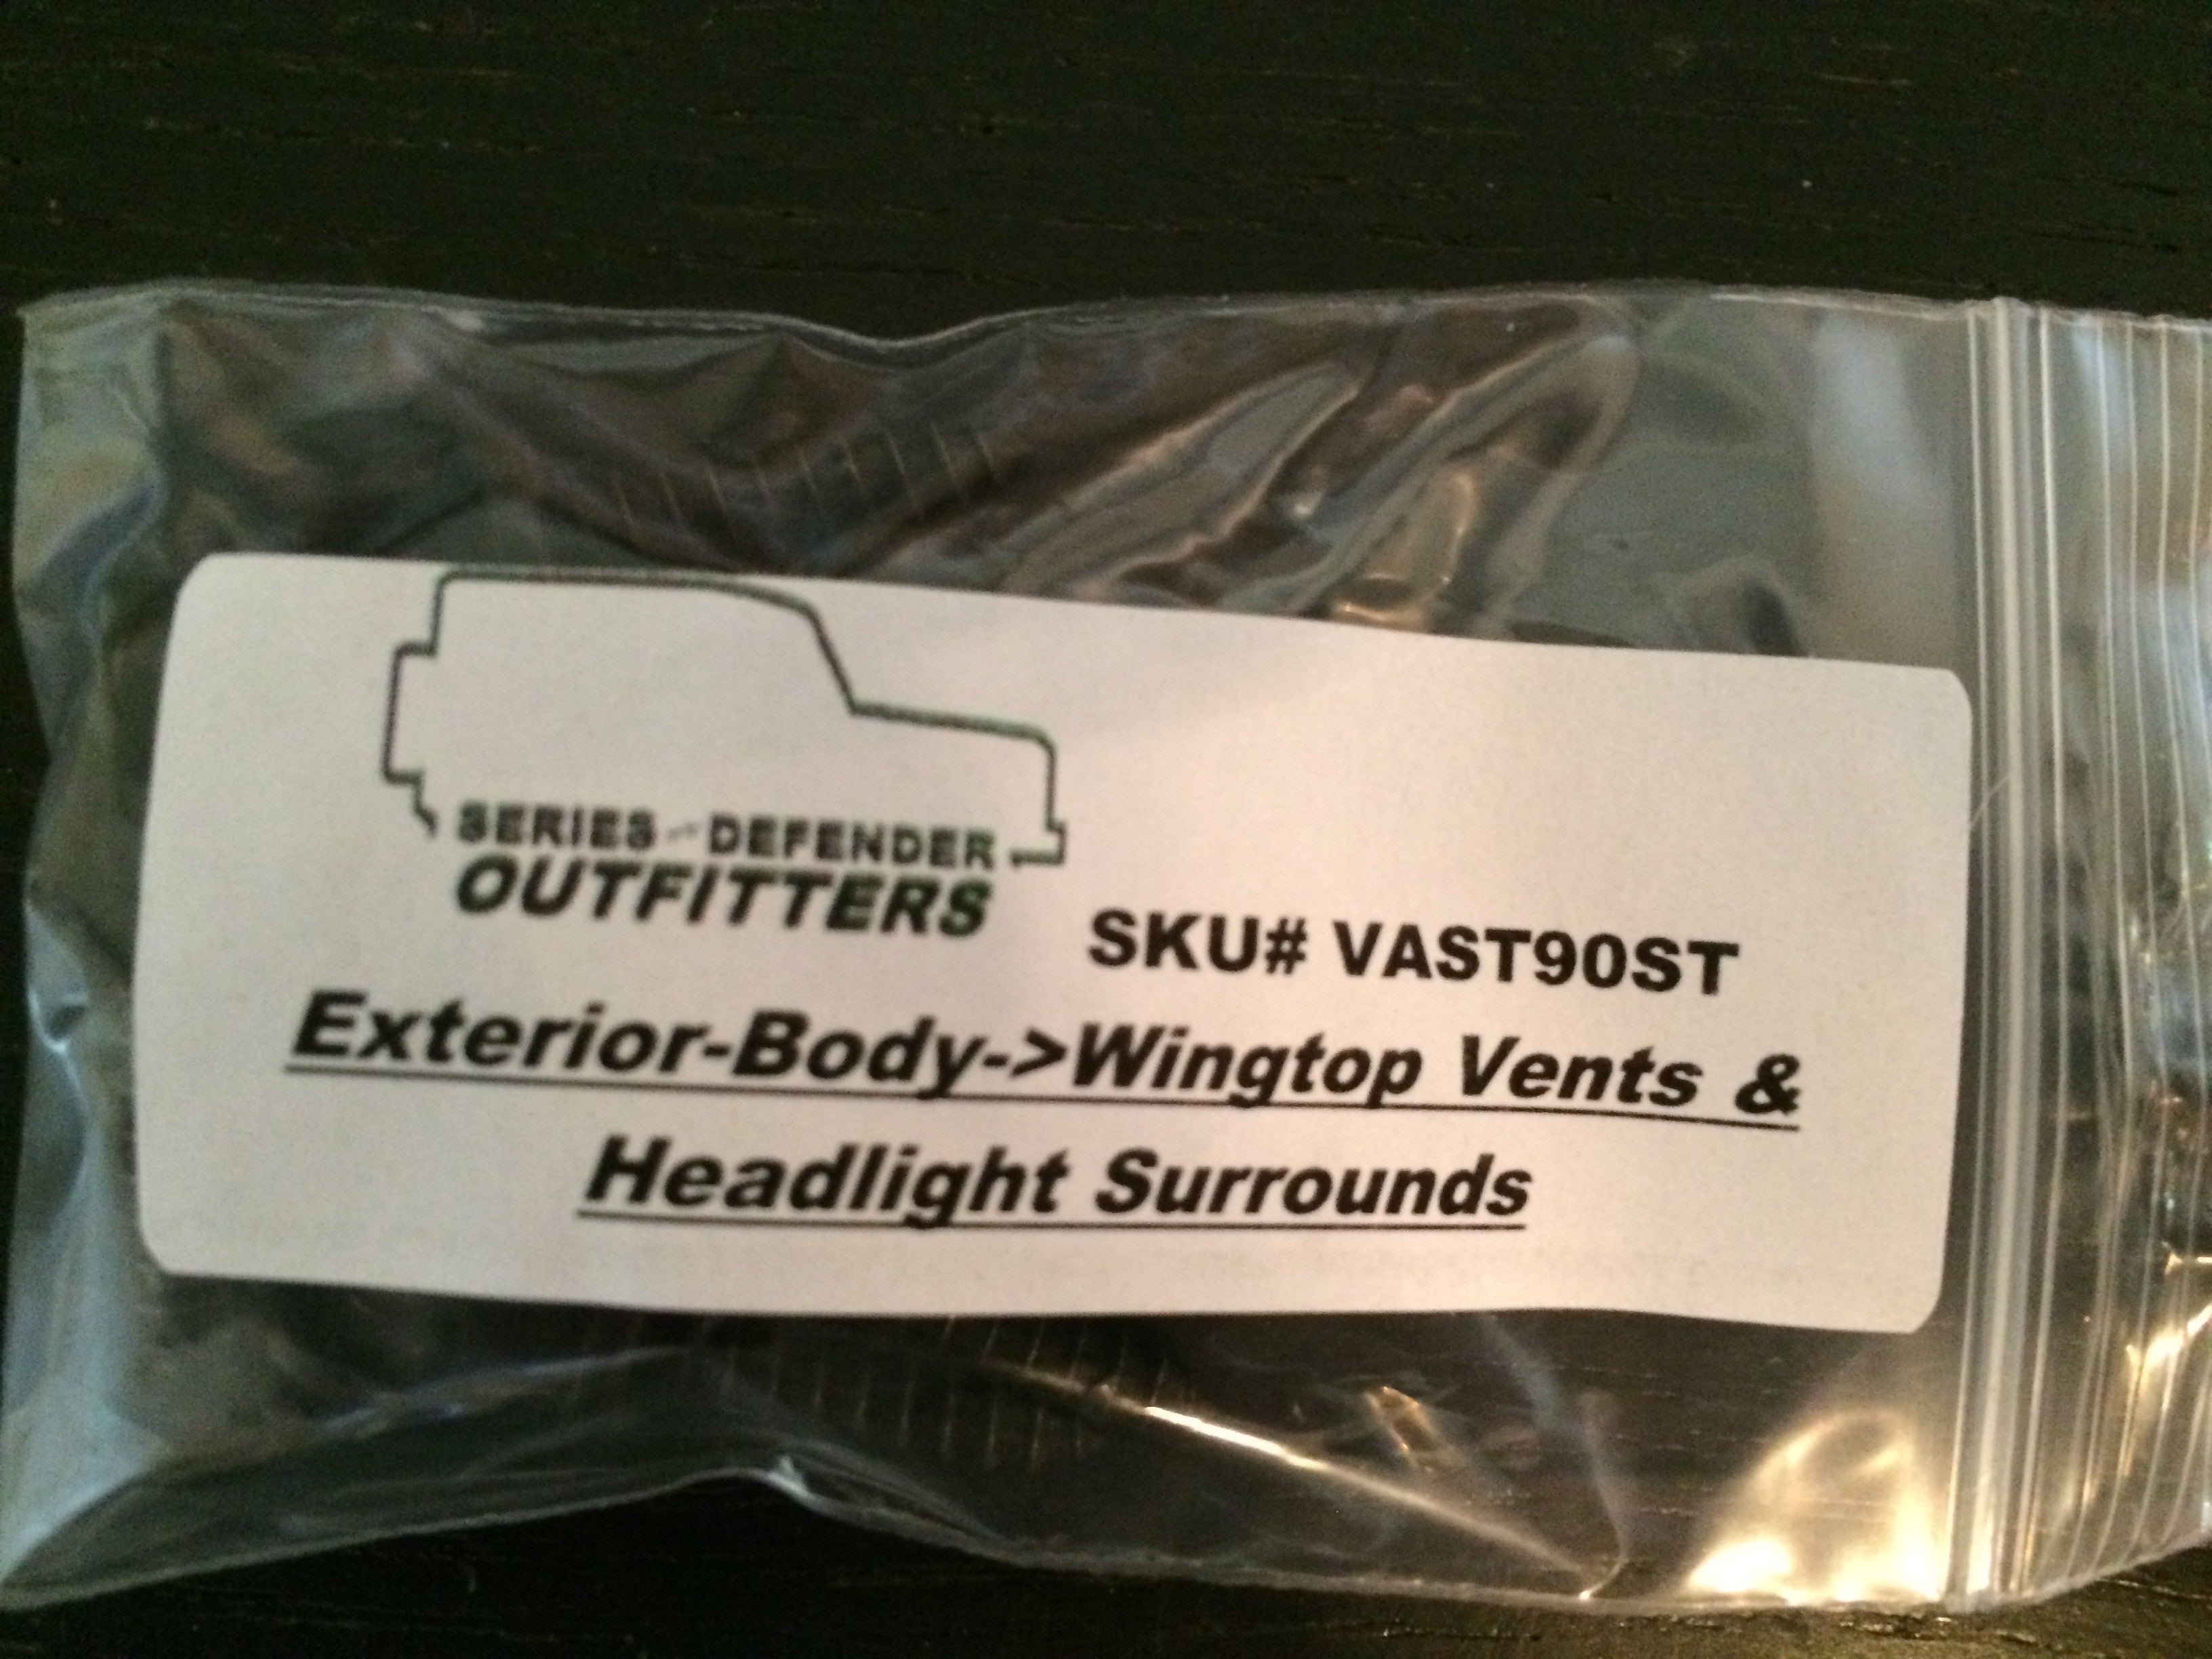 SERIES DEFENDER
OUTFITTERS
SKU# VAST90ST
Exterior-Body->Wingtop Vents &
Headlight Surrounds